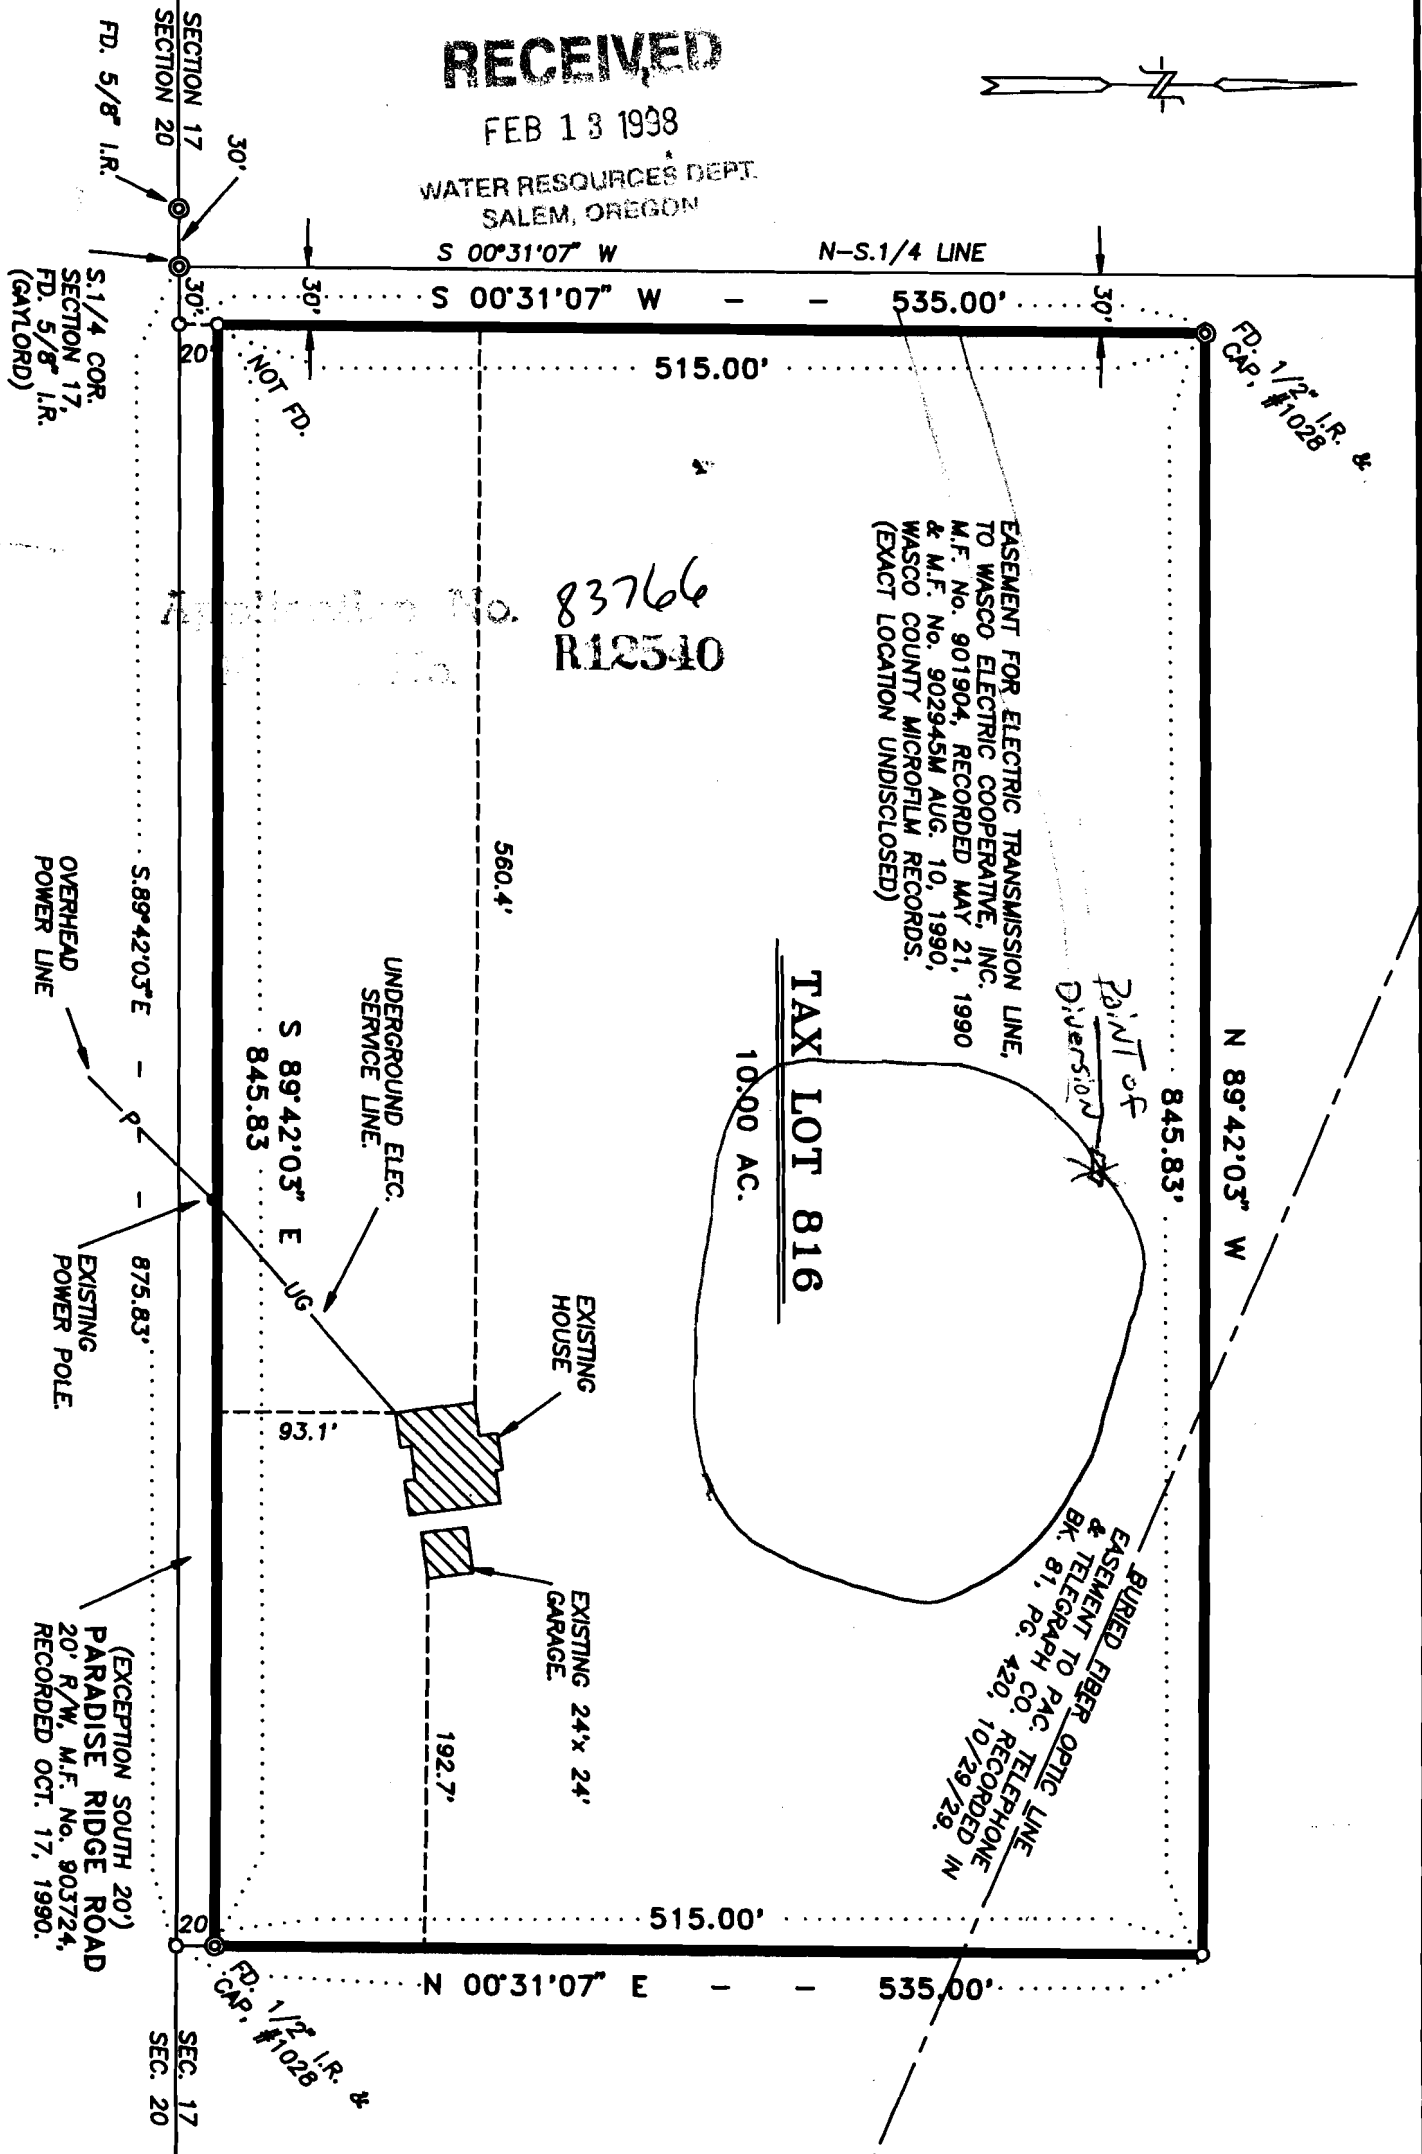 RECEIVED
FEB 13 1998
WATER RESOURCES DEPT.
SALEM, OREGON
SECTION 17
SECTION 20
FD. 5/8" I.R.
30'
S.1/4 COR.
SECTION 17,
FD. 5/8" I.R.
(GAYLORD)
S 00°31'07" W
N-S.1/4 LINE
30'
30'
30'
S 00°31'07" W - - 535.00'
515.00'
20'
NOT FD.
FD. 1/2" I.R. &
CAP, #1028
EASEMENT FOR ELECTRIC TRANSMISSION LINE,
TO WASCO ELECTRIC COOPERATIVE, INC.
M.F. No. 901904, RECORDED MAY 21, 1990
& M.F. No. 902945M AUG. 10, 1990,
WASCO COUNTY MICROFILM RECORDS.
(EXACT LOCATION UNDISCLOSED)
Application No. 83766
R12540
No.
N 89°42'03" W
845.83'
POINT of
Diversion
TAX LOT 816
10.00 AC.
560.4'
UNDERGROUND ELEC.
SERVICE LINE.
S 89°42'03" E
845.83
UG
S.89°42'03"E - - 875.83'
OVERHEAD
POWER LINE
P
EXISTING
POWER POLE.
EXISTING
HOUSE
93.1'
EXISTING 24'x 24'
GARAGE.
192.7'
BURIED FIBER OPTIC LINE
EASEMENT TO PAC. TELEPHONE
& TELEGRAPH CO. RECORDED IN
BK. 81, PG. 420, 10/29/29.
(EXCEPTION SOUTH 20')
PARADISE RIDGE ROAD
20' R/W, M.F. No. 903724,
RECORDED OCT. 17, 1990.
515.00'
N 00°31'07" E - - 535.00'
20'
FD. 1/2" I.R. &
CAP, #1028
SEC. 17
SEC. 20